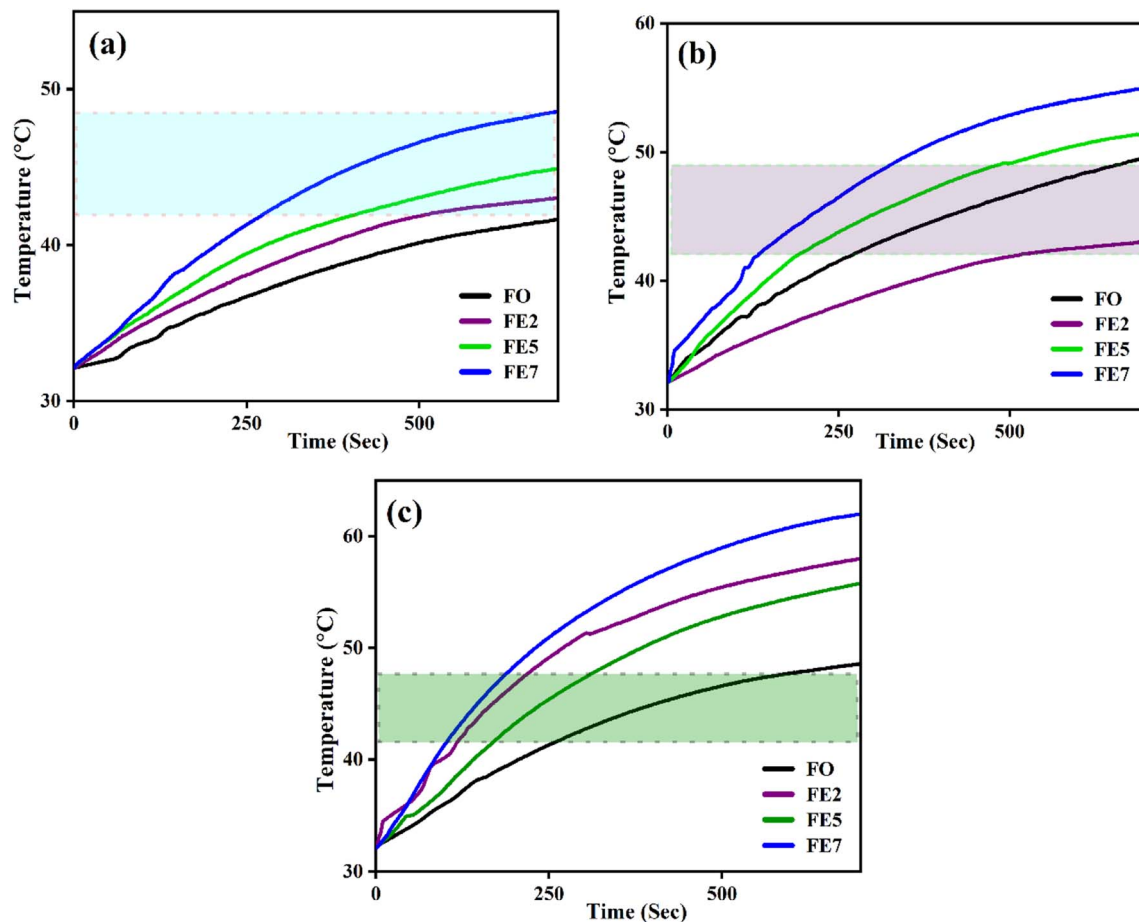 (a)
Temperature (°C)
50
40
30
0
250
500
Time (Sec)
FO
FE2
FE5
FE7
(b)
Temperature (°C)
60
50
40
30
0
250
500
Time (Sec)
FO
FE2
FE5
FE7
(c)
Temperature (°C)
60
50
40
30
0
250
500
Time (Sec)
FO
FE2
FE5
FE7